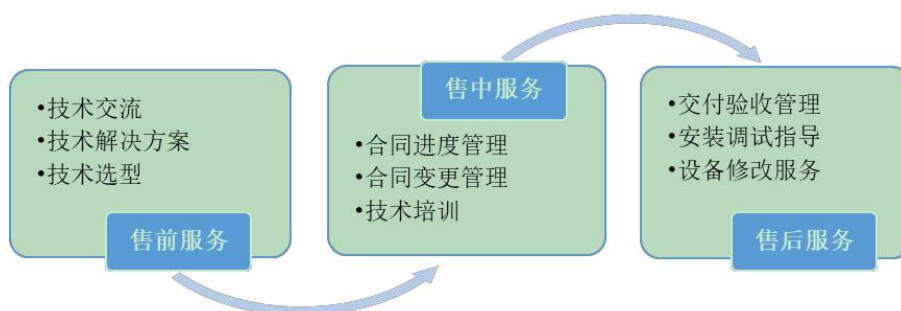 •技术交流
•技术解决方案
•技术选型
售前服务
售中服务
•合同进度管理
•合同变更管理
•技术培训
•交付验收管理
•安装调试指导
•设备修改服务
售后服务